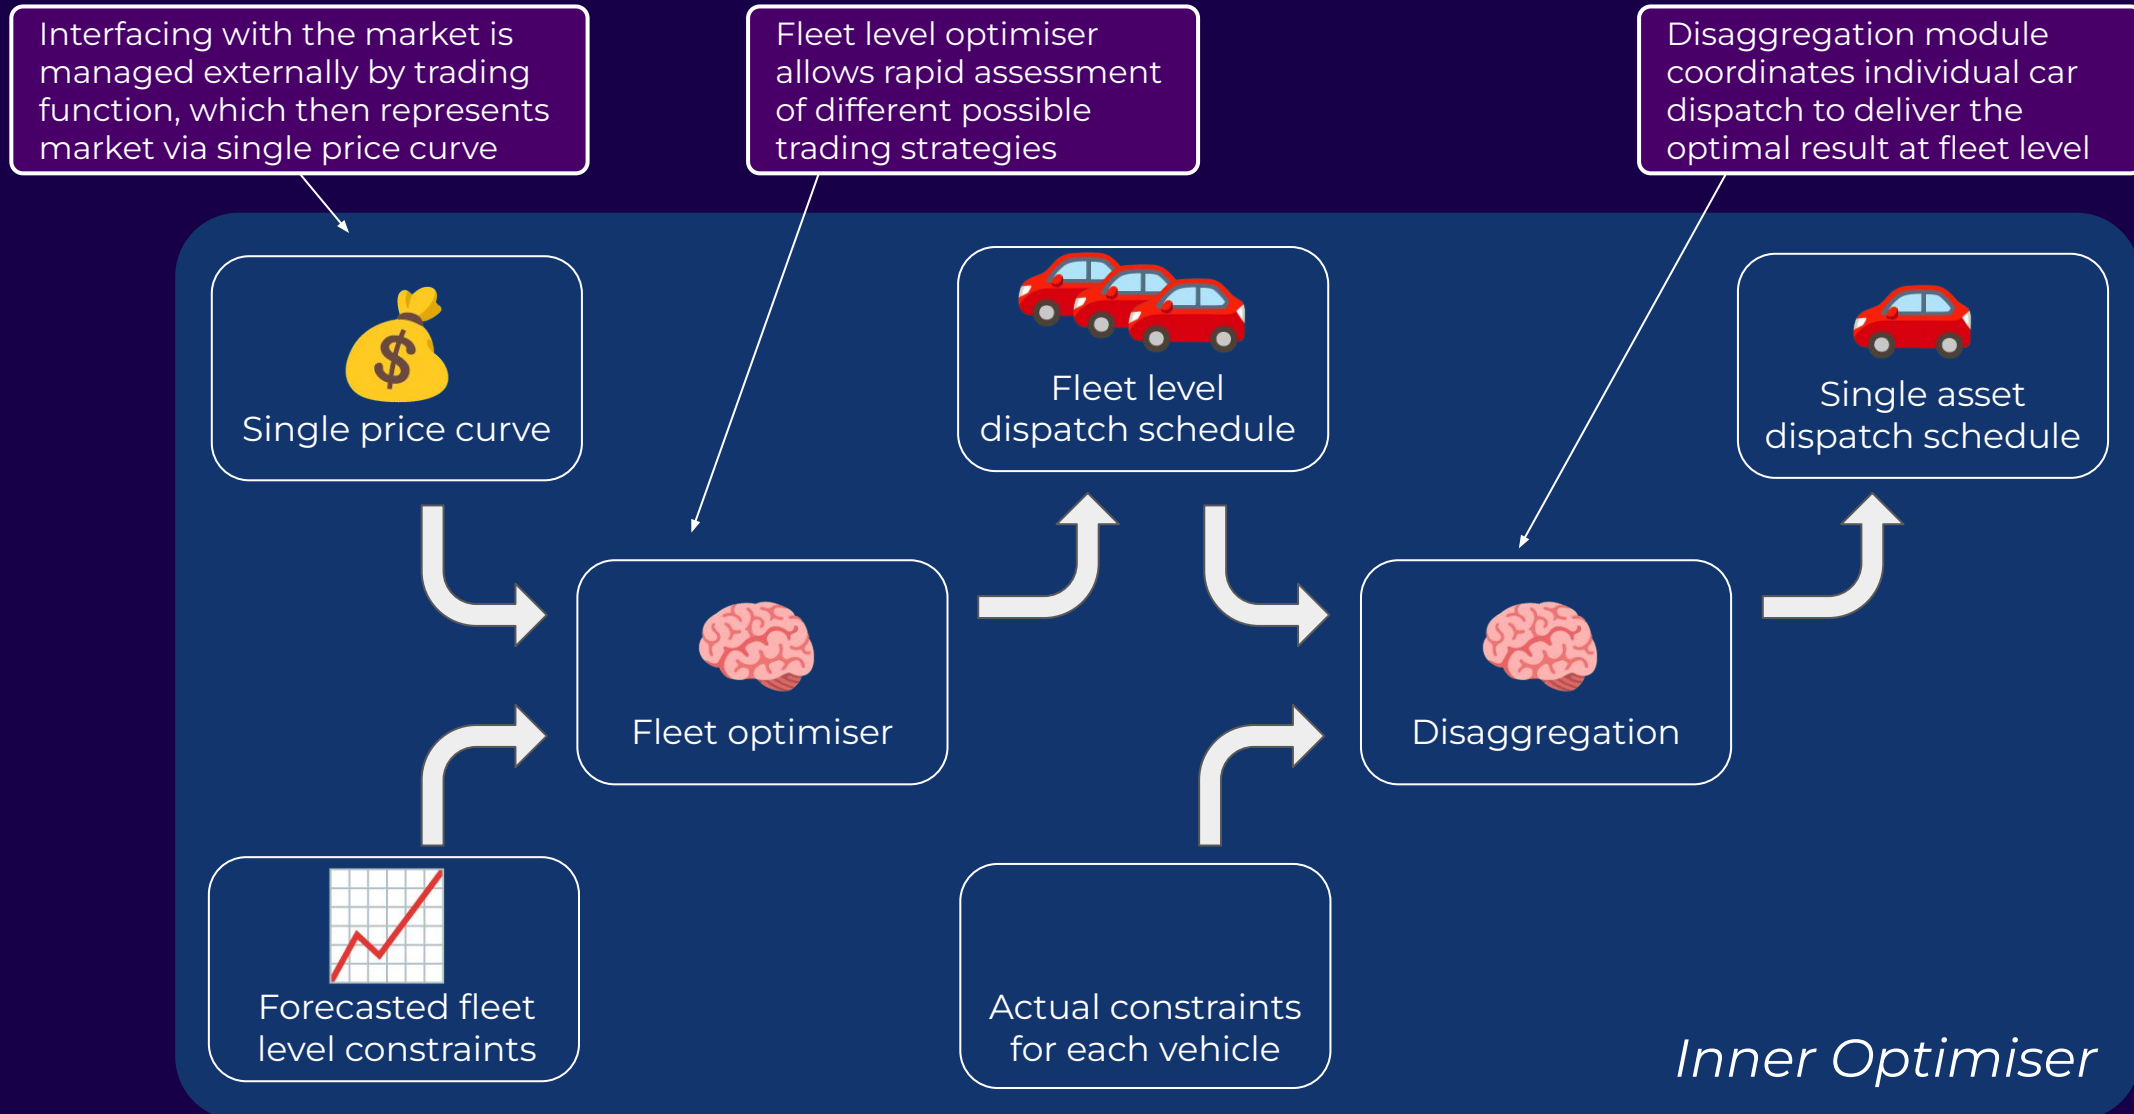 Interfacing with the market is
managed externally by trading
function, which then represents
market via single price curve
Fleet level optimiser
allows rapid assessment
of different possible
trading strategies
Disaggregation module
coordinates individual car
dispatch to deliver the
optimal result at fleet level
$
Single price curve
Fleet level
dispatch schedule
Single asset
dispatch schedule
Fleet optimiser
Disaggregation
Forecasted fleet
level constraints
Actual constraints
for each vehicle
Inner Optimiser